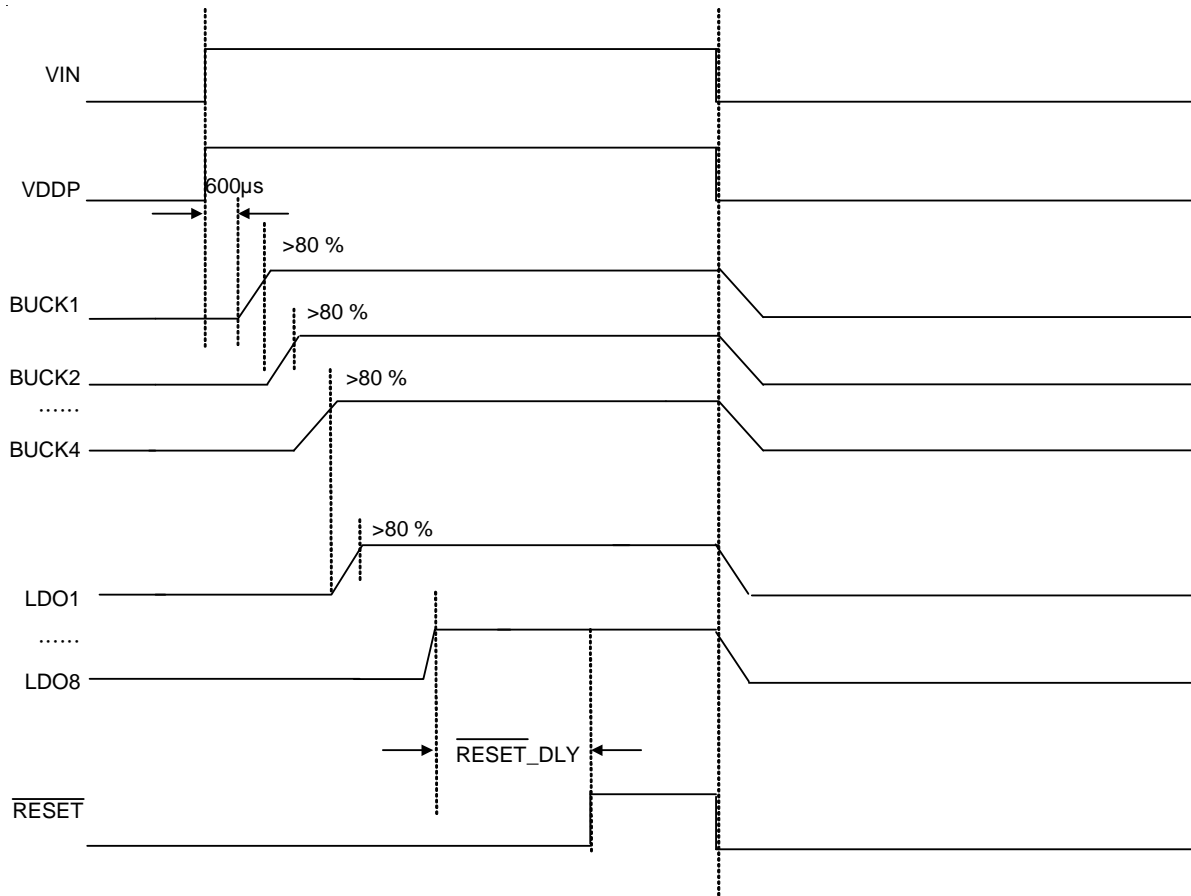 VIN
VDDP
600µs
>80 %
BUCK1
>80 %
BUCK2
......
>80 %
BUCK4
>80 %
LDO1
......
LDO8
RESET_DLY
RESET